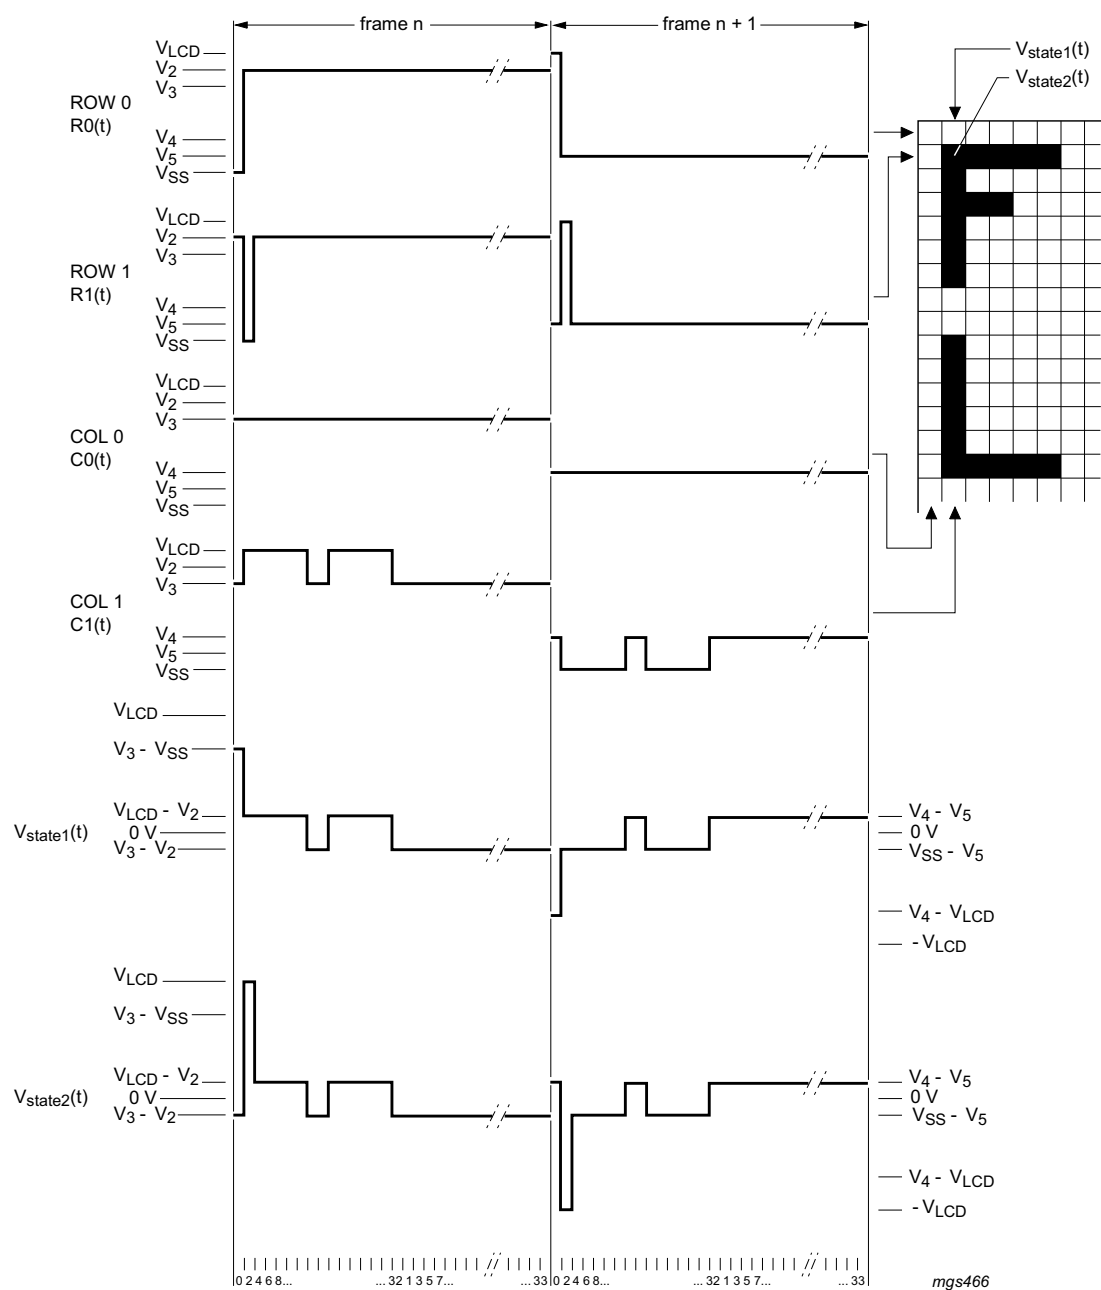 frame n
frame n + 1
VLCD
V2
V3
ROW 0
R0(t)
V4
V5
VSS
Vstate1(t)
Vstate2(t)
VLCD
V2
V3
ROW 1
R1(t)
V4
V5
VSS
VLCD
V2
V3
COL 0
C0(t)
V4
V5
VSS
VLCD
V2
V3
COL 1
C1(t)
V4
V5
VSS
VLCD
V3 - VSS
VLCD - V2
Vstate1(t)
0 V
V3 - V2
V4 - V5
0 V
VSS - V5
V4 - VLCD
- VLCD
VLCD
V3 - VSS
VLCD - V2
Vstate2(t)
0 V
V3 - V2
V4 - V5
0 V
VSS - V5
V4 - VLCD
- VLCD
0 2 4 6 8...
... 32 1 3 5 7...
... 33
0 2 4 6 8...
... 32 1 3 5 7...
... 33
mgs466